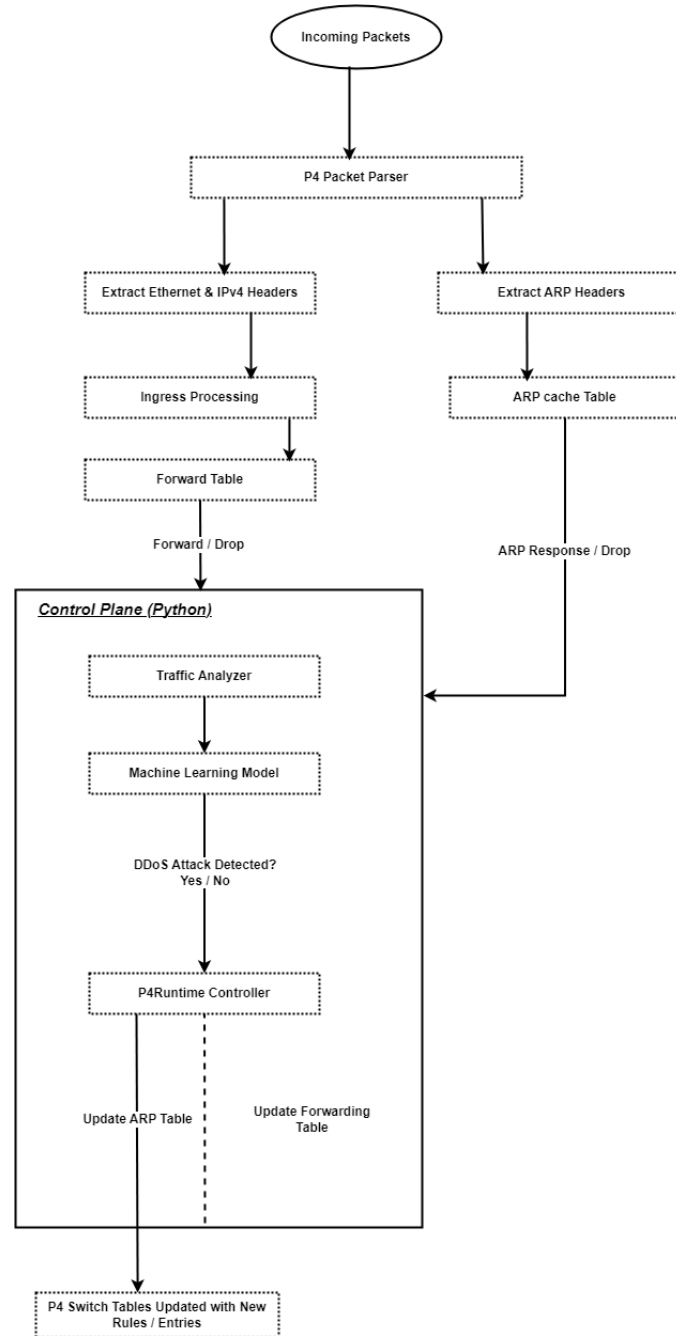 Incoming Packets
P4 Packet Parser
Extract Ethernet & IPv4 Headers
Extract ARP Headers
Ingress Processing
ARP cache Table
Forward Table
Forward / Drop
ARP Response / Drop
Control Plane (Python)
Traffic Analyzer
Machine Learning Model
DDoS Attack Detected?
Yes / No
P4Runtime Controller
Update ARP Table
Update Forwarding
Table
P4 Switch Tables Updated with New
Rules / Entries